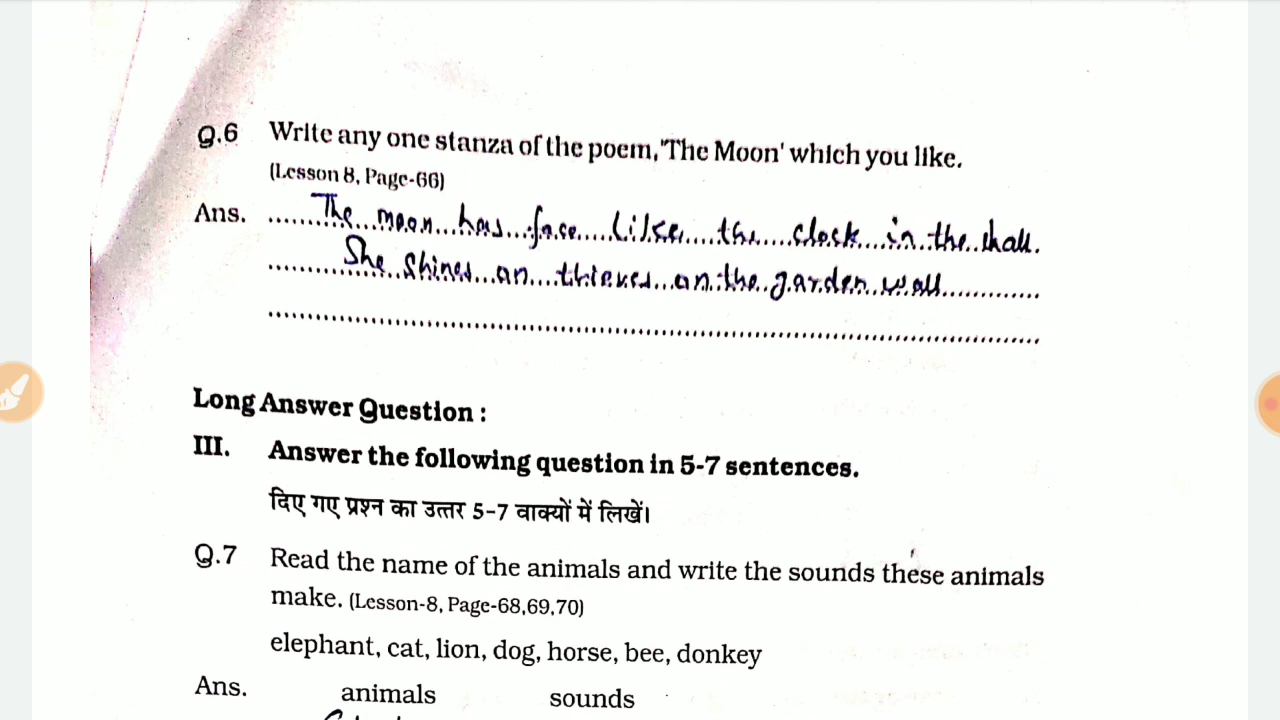 Q.6 Write any one stanza of the poem,'The Moon' which you like.
(Lesson 8, Page-66)
Ans. The moon has face like the clock in the hall.
She shines on thieves on the garden wall
Long Answer Question :
III. Answer the following question in 5-7 sentences.
दिए गए प्रश्न का उत्तर 5-7 वाक्यों में लिखें।
Q.7 Read the name of the animals and write the sounds these animals
make. (Lesson-8, Page-68,69,70)
elephant, cat, lion, dog, horse, bee, donkey
Ans. animals sounds